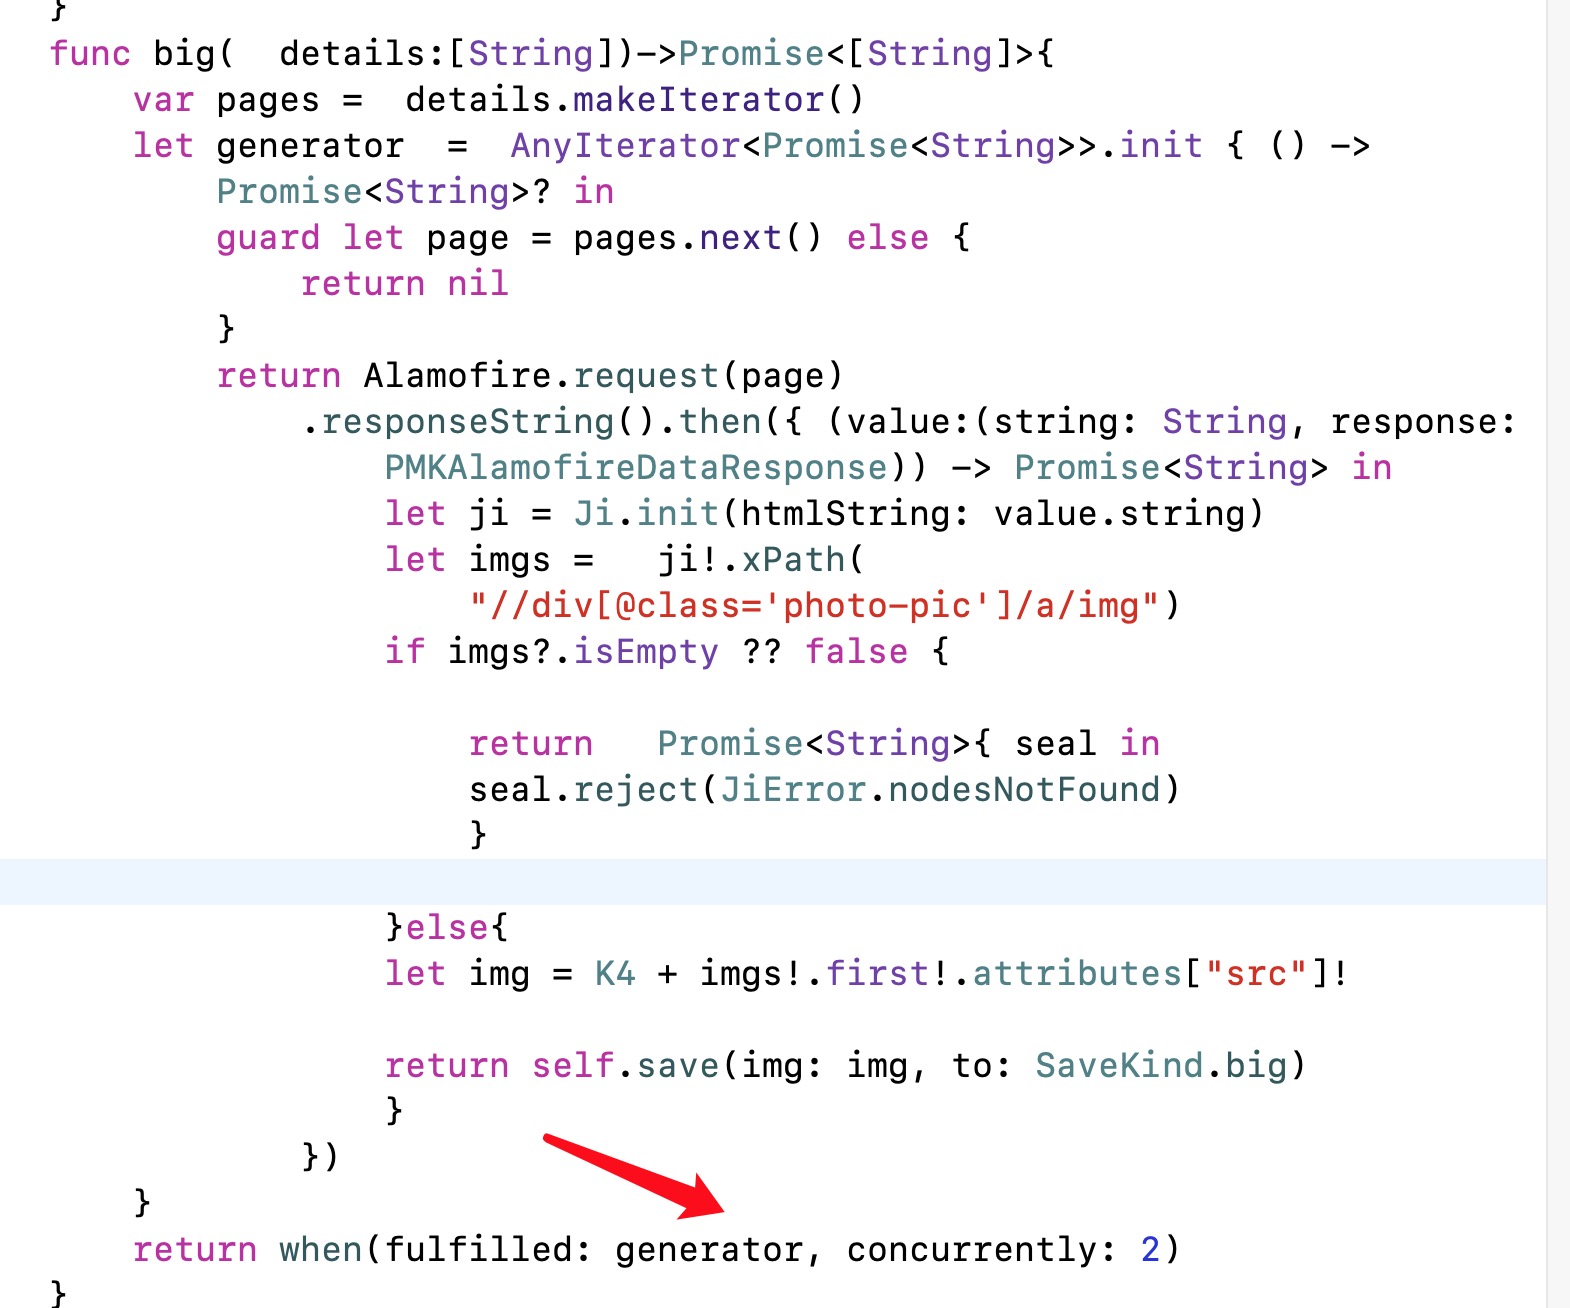 }
func big(  details:[String])->Promise<[String]>{
    var pages =  details.makeIterator()
    let generator  =  AnyIterator<Promise<String>>.init { () ->
        Promise<String>? in
        guard let page = pages.next() else {
            return nil
        }
        return Alamofire.request(page)
            .responseString().then({ (value:(string: String, response:
                PMKAlamofireDataResponse)) -> Promise<String> in
                let ji = Ji.init(htmlString: value.string)
                let imgs =   ji!.xPath(
                    "//div[@class='photo-pic']/a/img")
                if imgs?.isEmpty ?? false {
                    return   Promise<String>{ seal in
                    seal.reject(JiError.nodesNotFound)
                    }
                }else{
                let img = K4 + imgs!.first!.attributes["src"]!
                return self.save(img: img, to: SaveKind.big)
                }
            })
    }
    return when(fulfilled: generator, concurrently: 2)
}